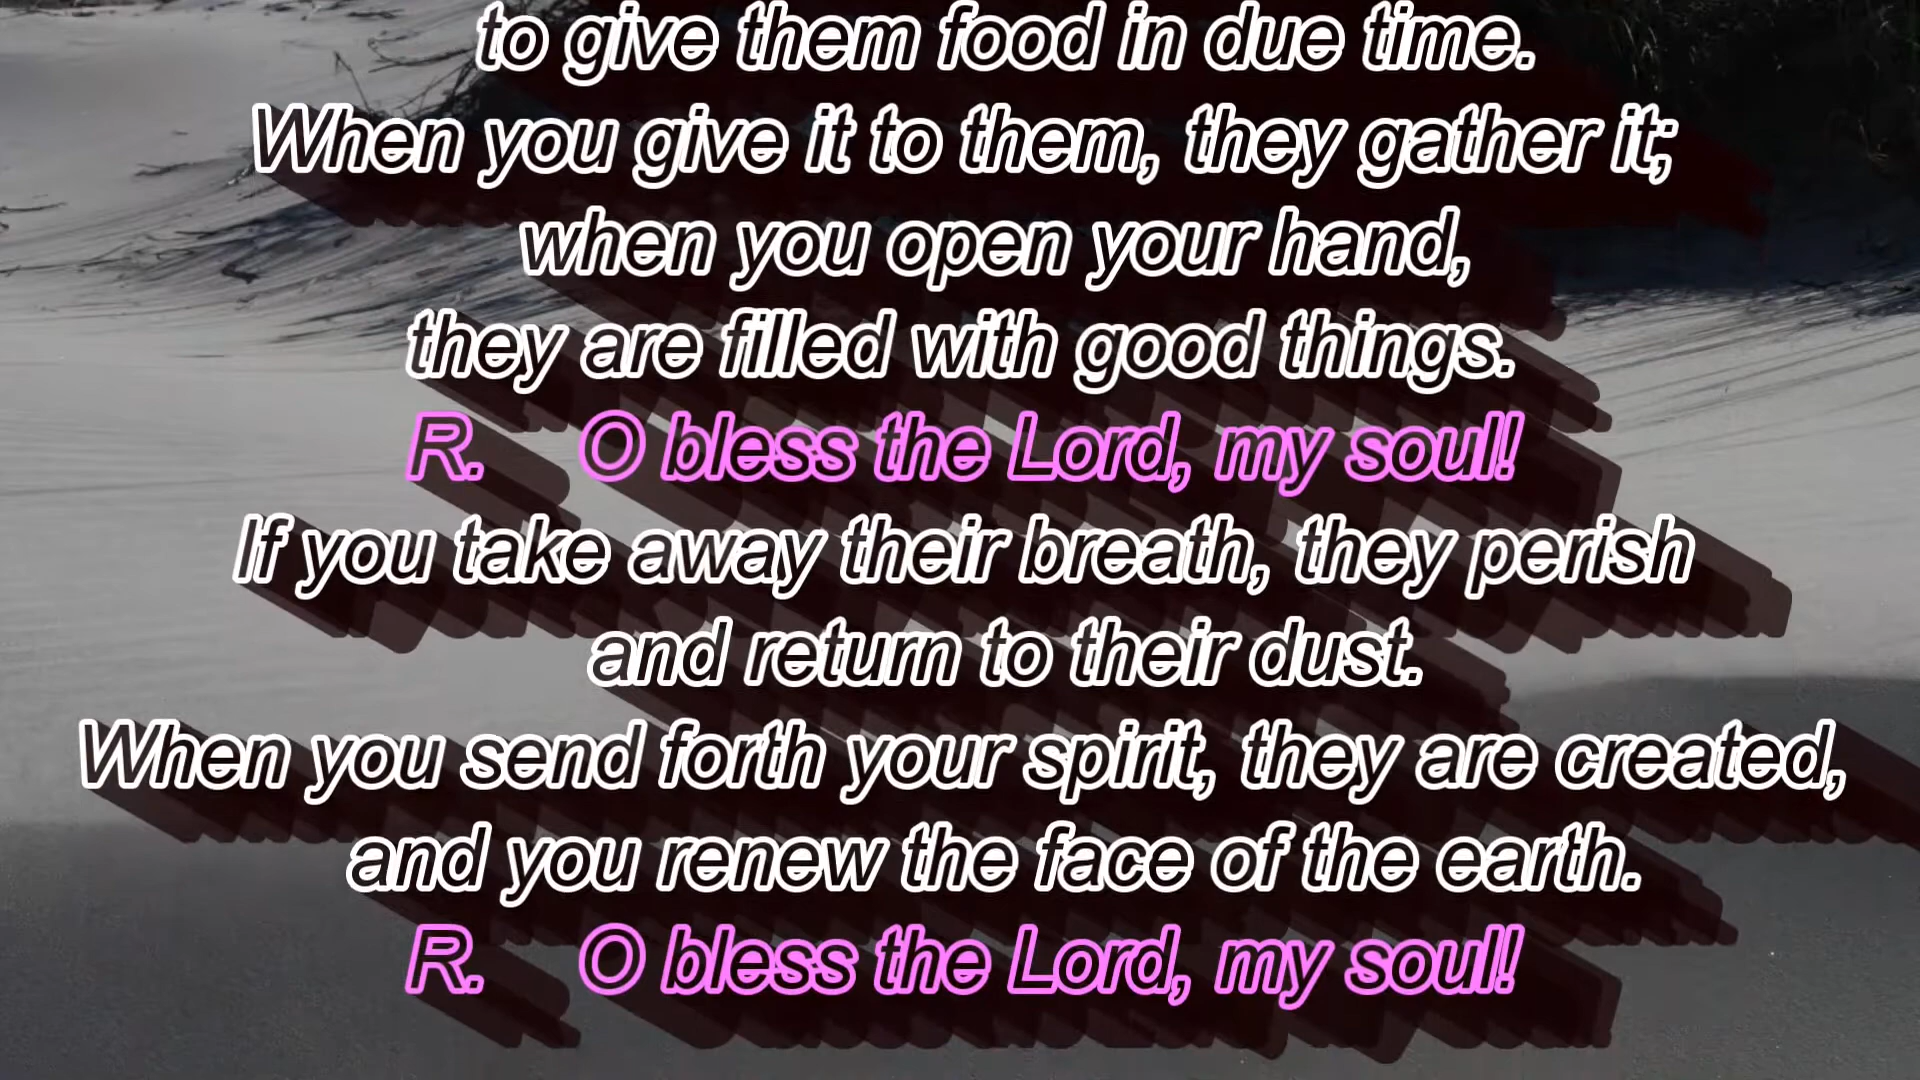 to give them food in due time.
When you give it to them, they gather it;
when you open your hand,
they are filled with good things.
R. O bless the Lord, my soul!
If you take away their breath, they perish
and return to their dust.
When you send forth your spirit, they are created,
and you renew the face of the earth.
R. O bless the Lord, my soul!